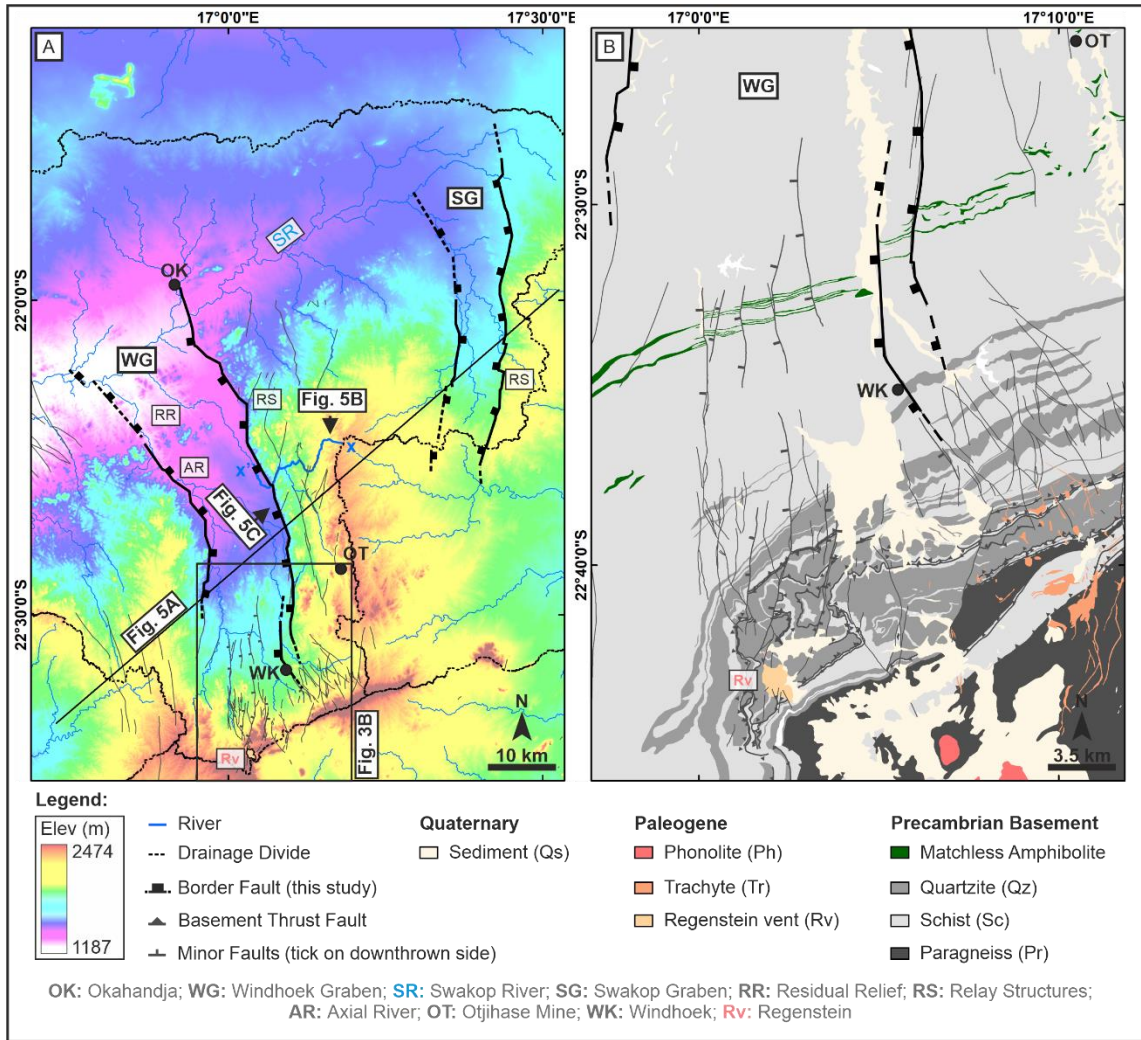 17°0'0"E
17°30'0"S
17°0'0"E
17°10'0"S
A
B
OT
WG
SG
SR
OK
22°0'0"S
22°30'0"S
WG
RS
RS
Fig. 5B
RR
x'
x
AR
Fig. 5C
WK
OT
22°40'0"S
Fig. 5A
22°30'0"S
WK
Rv
N
N
Fig. 3B
Rv
10 km
3.5 km
Legend:
Elev (m)
2474
1187
River
Drainage Divide
Border Fault (this study)
Basement Thrust Fault
Minor Faults (tick on downthrown side)
Quaternary
Sediment (Qs)
Paleogene
Phonolite (Ph)
Trachyte (Tr)
Regenstein vent (Rv)
Precambrian Basement
Matchless Amphibolite
Quartzite (Qz)
Schist (Sc)
Paragneiss (Pr)
OK: Okahandja; WG: Windhoek Graben; SR: Swakop River; SG: Swakop Graben; RR: Residual Relief; RS: Relay Structures;
AR: Axial River; OT: Otjihase Mine; WK: Windhoek; Rv: Regenstein